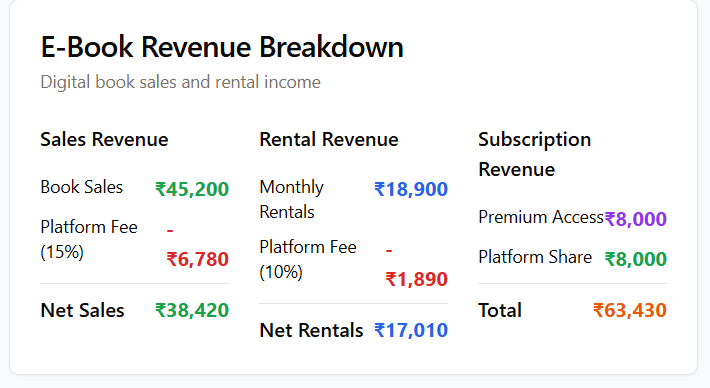 E-Book Revenue Breakdown
Digital book sales and rental income
Sales Revenue
Book Sales ₹45,200
Platform Fee (15%) -₹6,780
Net Sales ₹38,420
Rental Revenue
Monthly Rentals ₹18,900
Platform Fee (10%) -₹1,890
Net Rentals ₹17,010
Subscription Revenue
Premium Access ₹8,000
Platform Share ₹8,000
Total ₹63,430